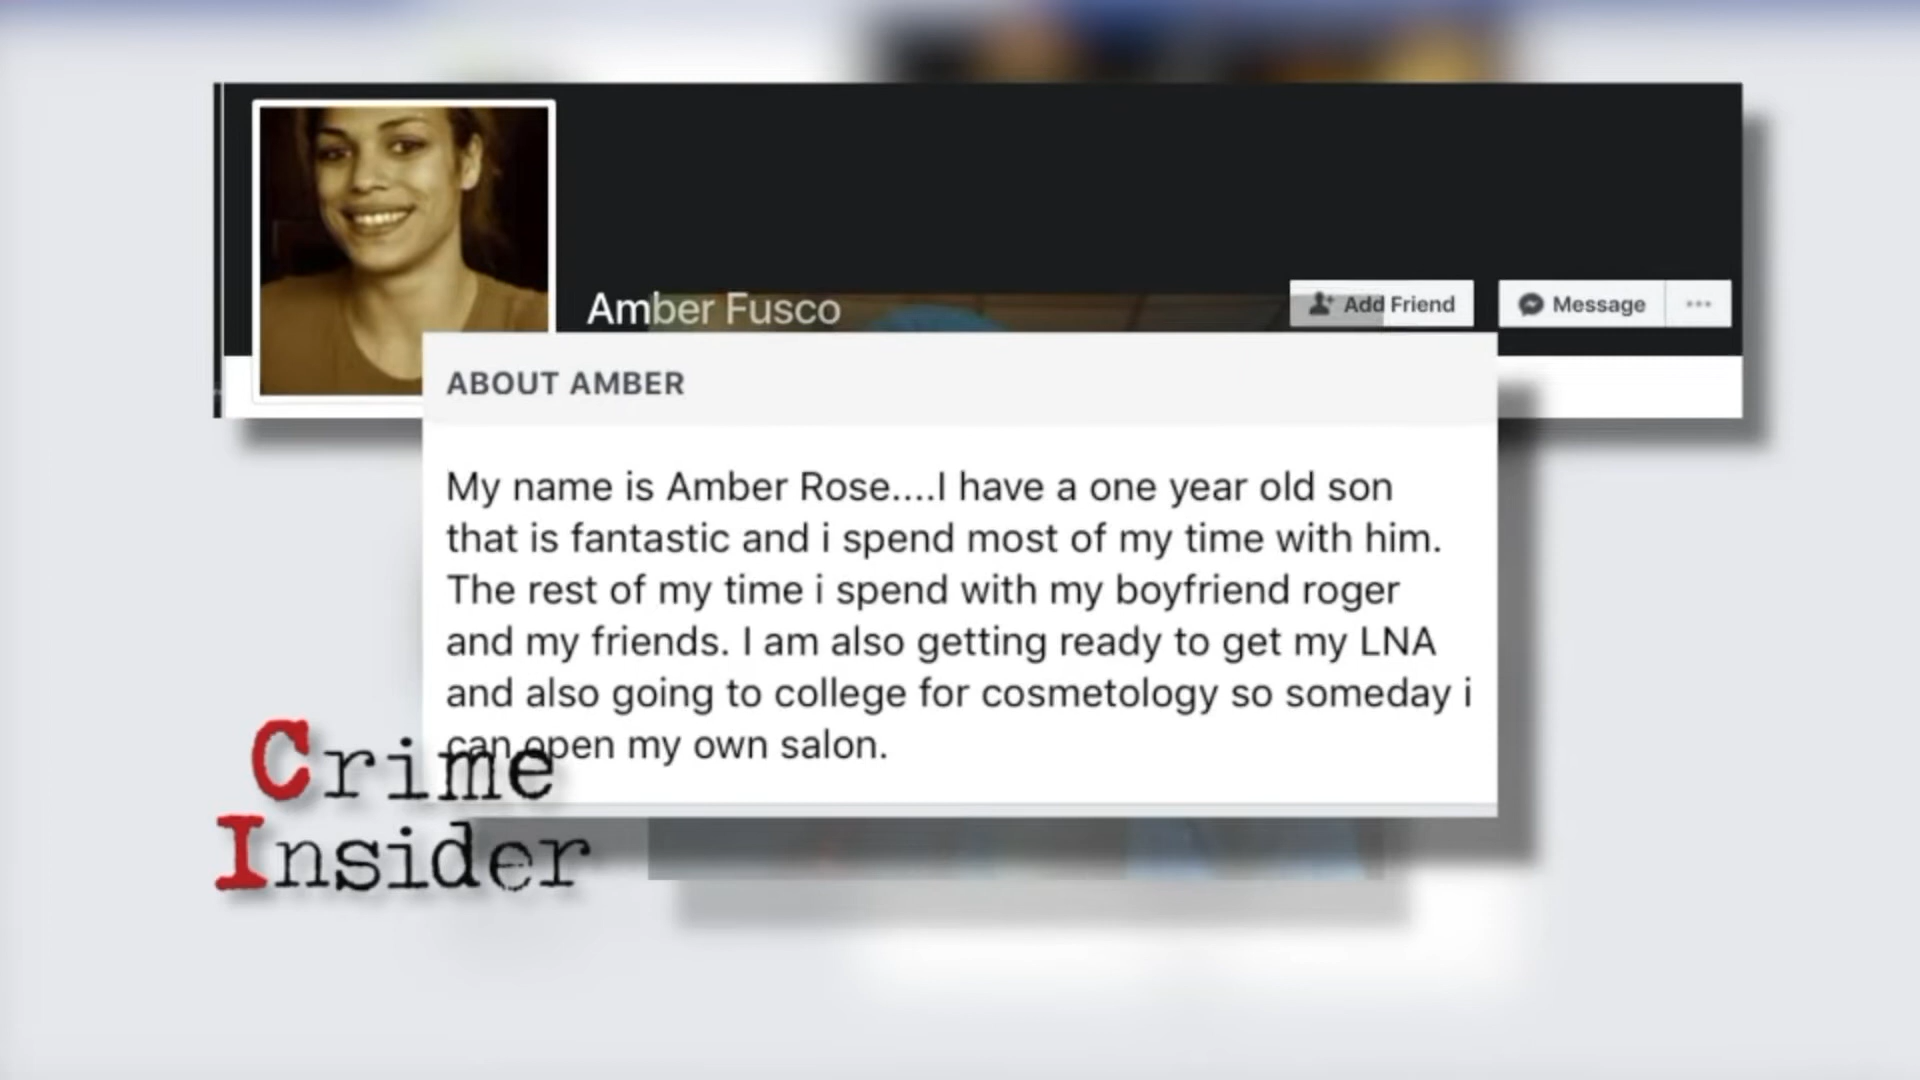 Amber Fusco
Add Friend
Message
ABOUT AMBER
My name is Amber Rose....I have a one year old son
that is fantastic and i spend most of my time with him.
The rest of my time i spend with my boyfriend roger
and my friends. I am also getting ready to get my LNA
and also going to college for cosmetology so someday i
can open my own salon.
Crime
Insider